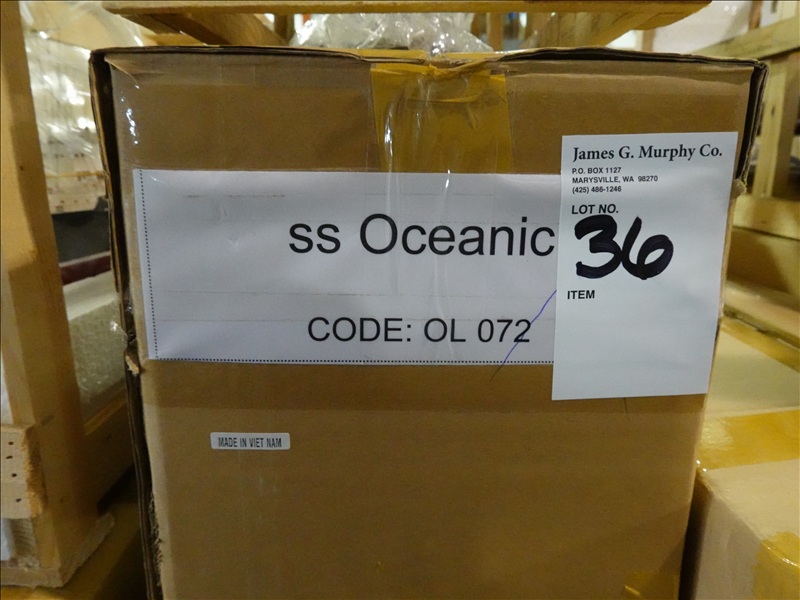 ss Oceanic
CODE: OL 072
MADE IN VIET NAM
James G. Murphy Co.
P.O. BOX 1127
MARYSVILLE, WA 98270
(425) 486-1246
LOT NO.
36
ITEM